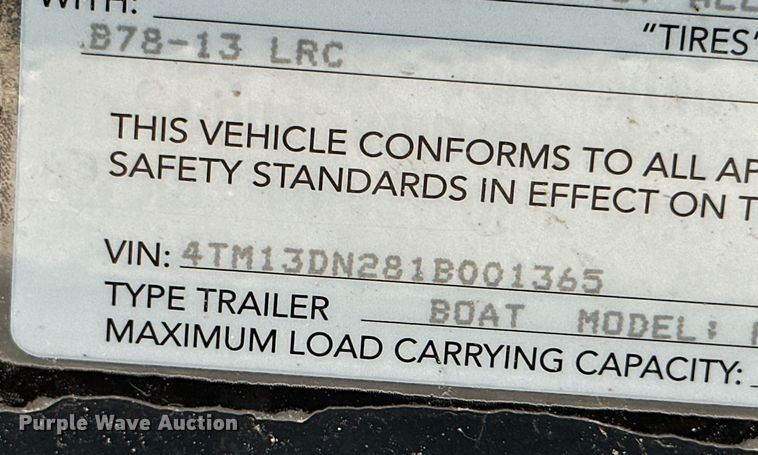 WITH:
"TIRES"
B78-13 LRC
THIS VEHICLE CONFORMS TO ALL
SAFETY STANDARDS IN EFFECT ON
VIN: 4TM13DN281B001365
TYPE TRAILER BOAT MODEL:
MAXIMUM LOAD CARRYING CAPACITY:
Purple Wave Auction